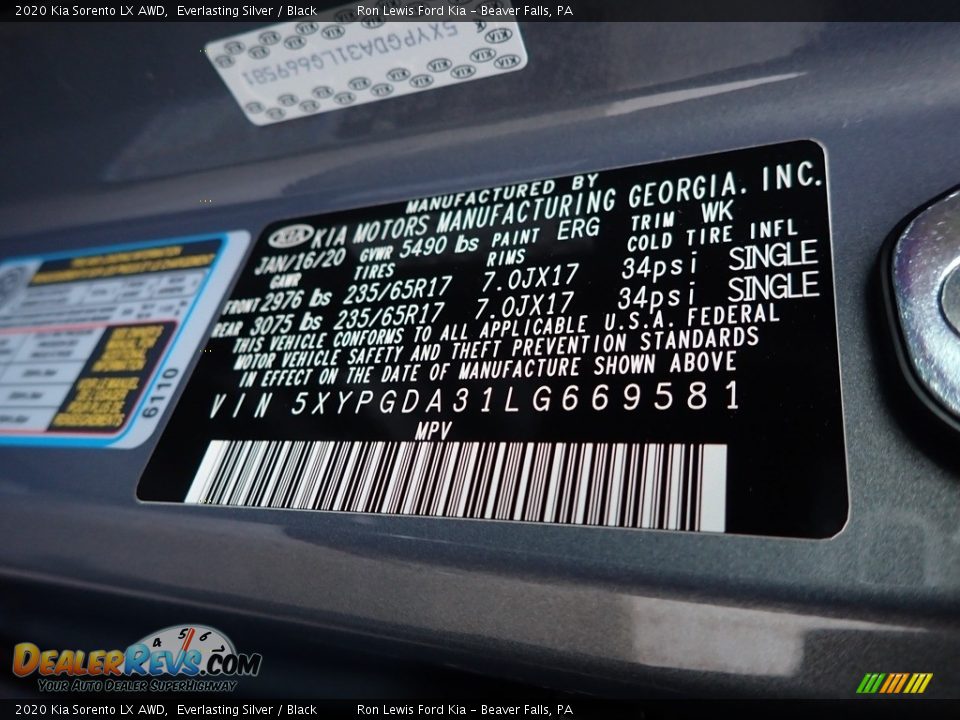 2020 Kia Sorento LX AWD, Everlasting Silver / Black Ron Lewis Ford Kia - Beaver Falls, PA
5XYPGDA31LG669581
MANUFACTURED BY
KIA KIA MOTORS MANUFACTURING GEORGIA. INC.
JAN/16/20 GVWR 5490 lbs PAINT ERG TRIM WK
GAWR TIRES RIMS COLD TIRE INFL
FRONT 2976 lbs 235/65R17 7.0JX17 34psi SINGLE
REAR 3075 lbs 235/65R17 7.0JX17 34psi SINGLE
THIS VEHICLE CONFORMS TO ALL APPLICABLE U.S.A. FEDERAL
MOTOR VEHICLE SAFETY AND THEFT PREVENTION STANDARDS
IN EFFECT ON THE DATE OF MANUFACTURE SHOWN ABOVE
VIN 5XYPGDA31LG669581
MPV
6110
4 5 6
DEALERREVS.COM
YOUR AUTO DEALER SUPERHIGHWAY
2020 Kia Sorento LX AWD, Everlasting Silver / Black Ron Lewis Ford Kia - Beaver Falls, PA